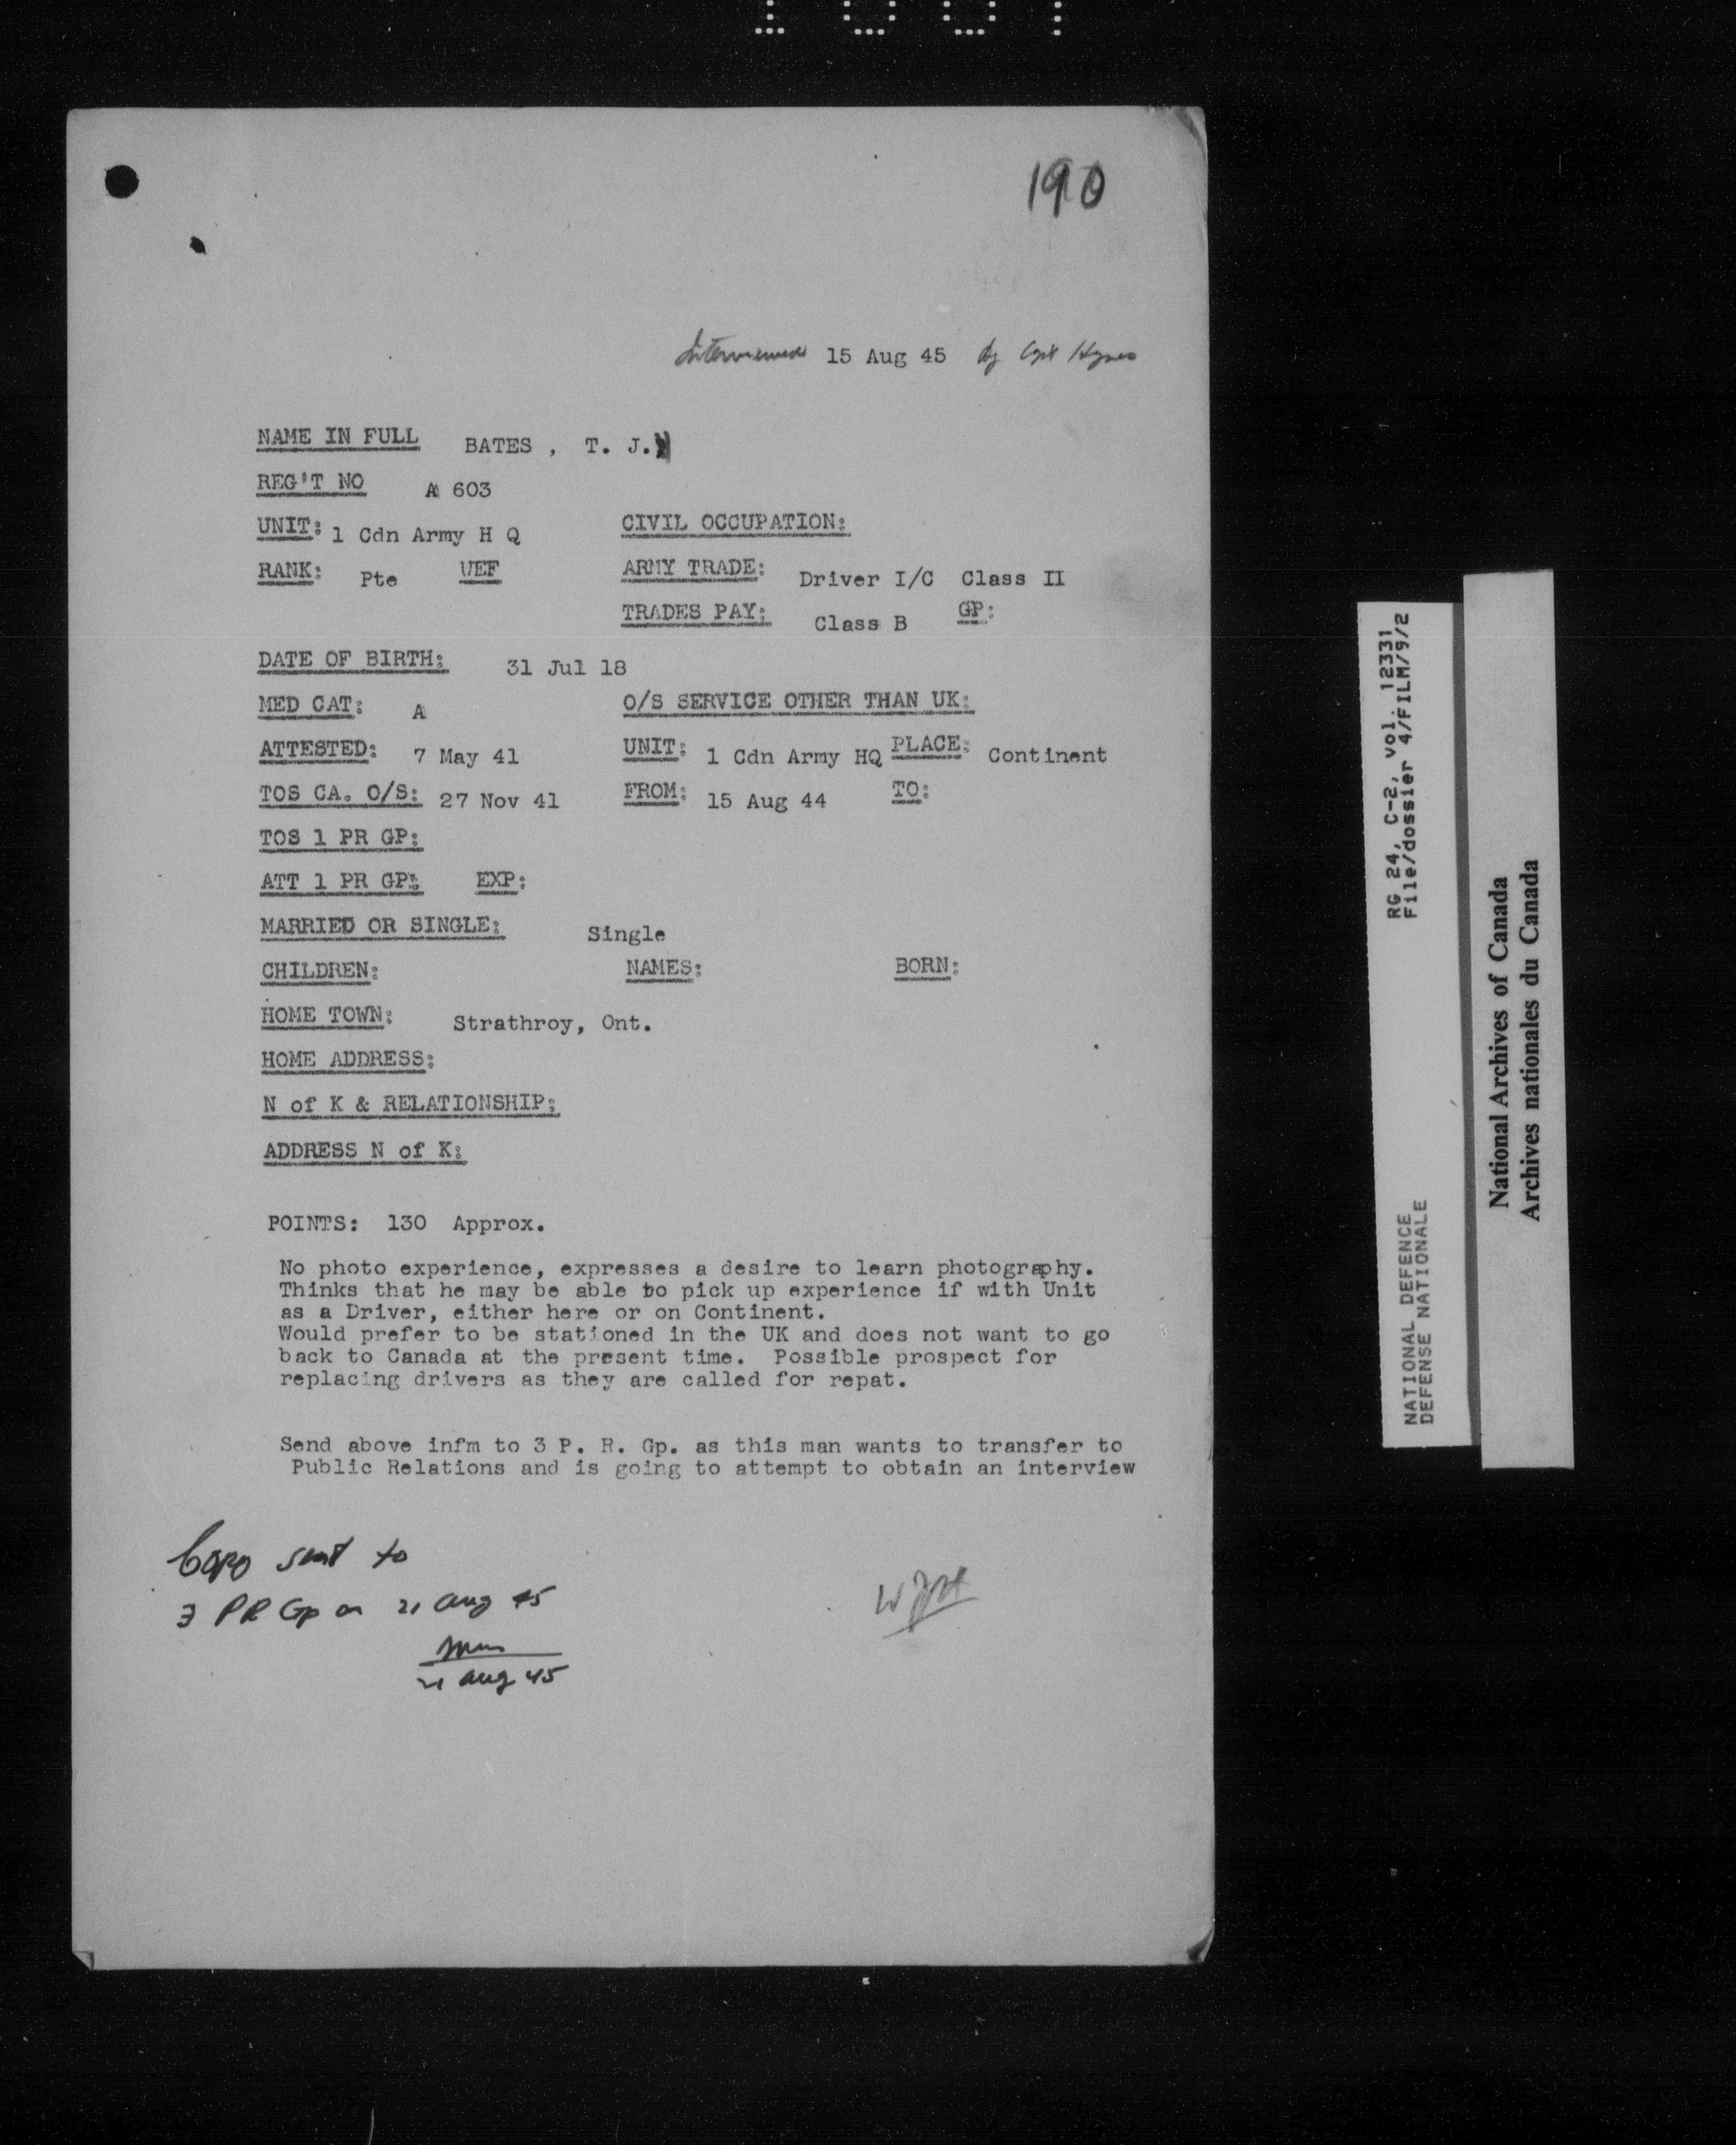 190
Interviewed 15 Aug 45 by Capt
NAME IN FULL BATES , T. J.
REG'T NO A 603
UNIT: 1 Cdn Army H Q CIVIL OCCUPATION:
RANK: Pte UEF ARMY TRADE: Driver I/C Class II
TRADES PAY: Class B GP:
DATE OF BIRTH: 31 Jul 18
MED CAT: A O/S SERVICE OTHER THAN UK:
ATTESTED: 7 May 41 UNIT: 1 Cdn Army HQ PLACE: Continent
TOS CA. O/S: 27 Nov 41 FROM: 15 Aug 44 TO:
TOS 1 PR GP:
ATT 1 PR GP: EXP:
MARRIED OR SINGLE: Single
CHILDREN: NAMES: BORN:
HOME TOWN: Strathroy, Ont.
HOME ADDRESS:
N of K & RELATIONSHIP:
ADDRESS N of K:
POINTS: 130 Approx.
No photo experience, expresses a desire to learn photography.
Thinks that he may be able to pick up experience if with Unit
as a Driver, either here or on Continent.
Would prefer to be stationed in the UK and does not want to go
back to Canada at the present time. Possible prospect for
replacing drivers as they are called for repat.
Send above infm to 3 P. R. Gp. as this man wants to transfer to
Public Relations and is going to attempt to obtain an interview
sent to
3 PR Gp on 21 Aug 45
21 Aug 45
RG 24, C-2, vol. 12331
File/dossier 4/FILM/9/2
NATIONAL DEFENCE
DEFENSE NATIONALE
National Archives of Canada
Archives nationales du Canada